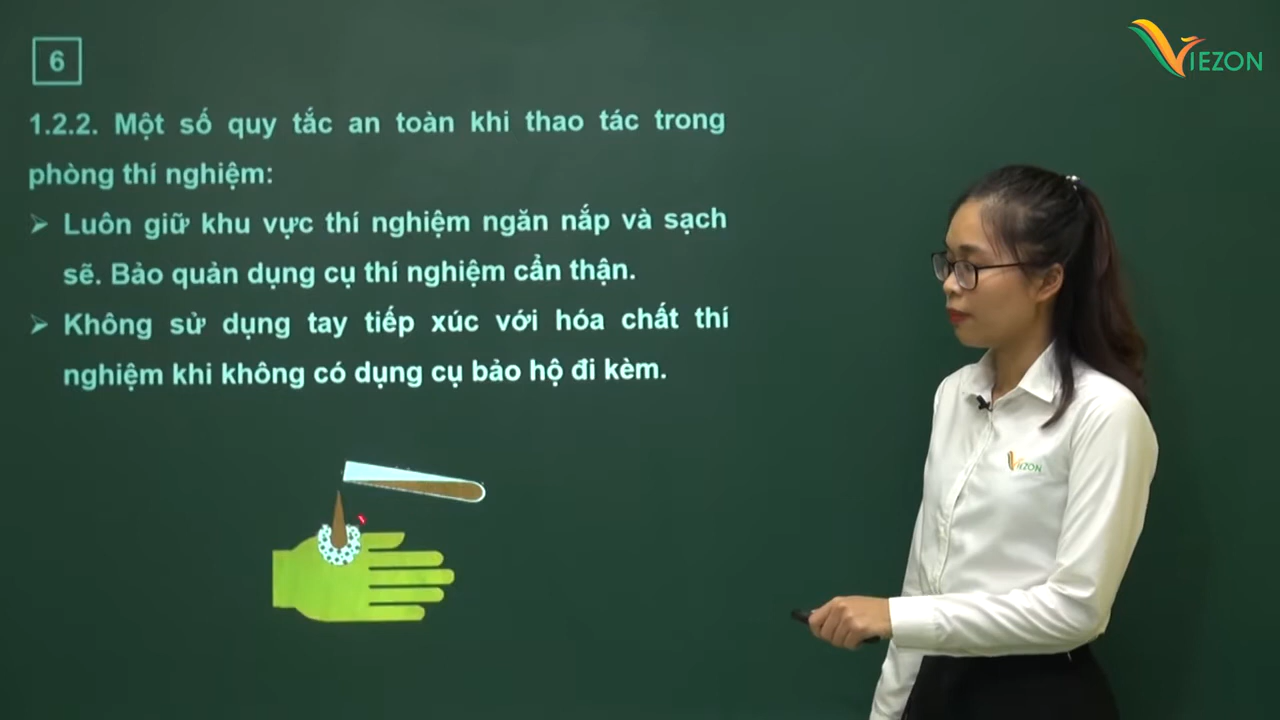 6
VIEZON
1.2.2. Một số quy tắc an toàn khi thao tác trong
phòng thí nghiệm:
➢ Luôn giữ khu vực thí nghiệm ngăn nắp và sạch
sẽ. Bảo quản dụng cụ thí nghiệm cẩn thận.
➢ Không sử dụng tay tiếp xúc với hóa chất thí
nghiệm khi không có dụng cụ bảo hộ đi kèm.
VIEZON